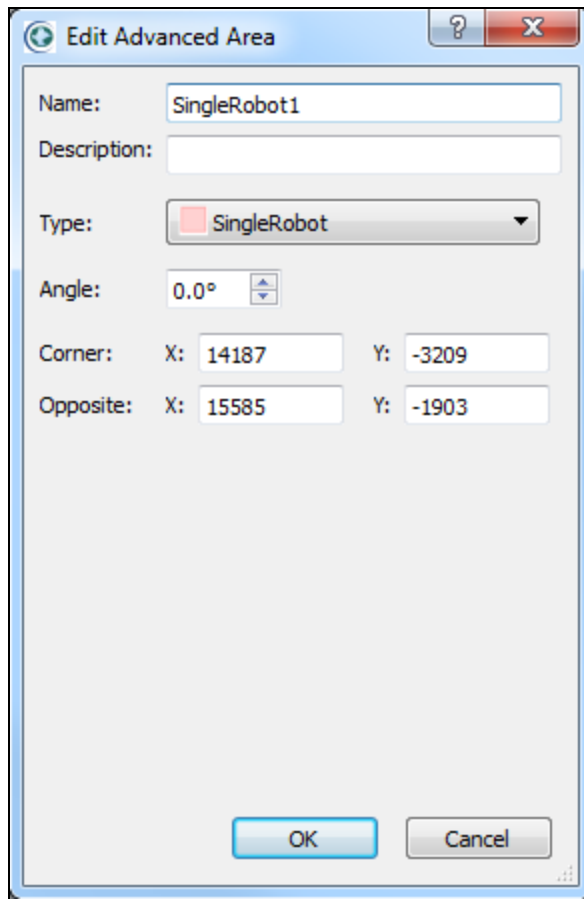 Edit Advanced Area
Name: SingleRobot1
Description:
Type: SingleRobot
Angle: 0.0°
Corner: X: 14187 Y: -3209
Opposite: X: 15585 Y: -1903
OK Cancel